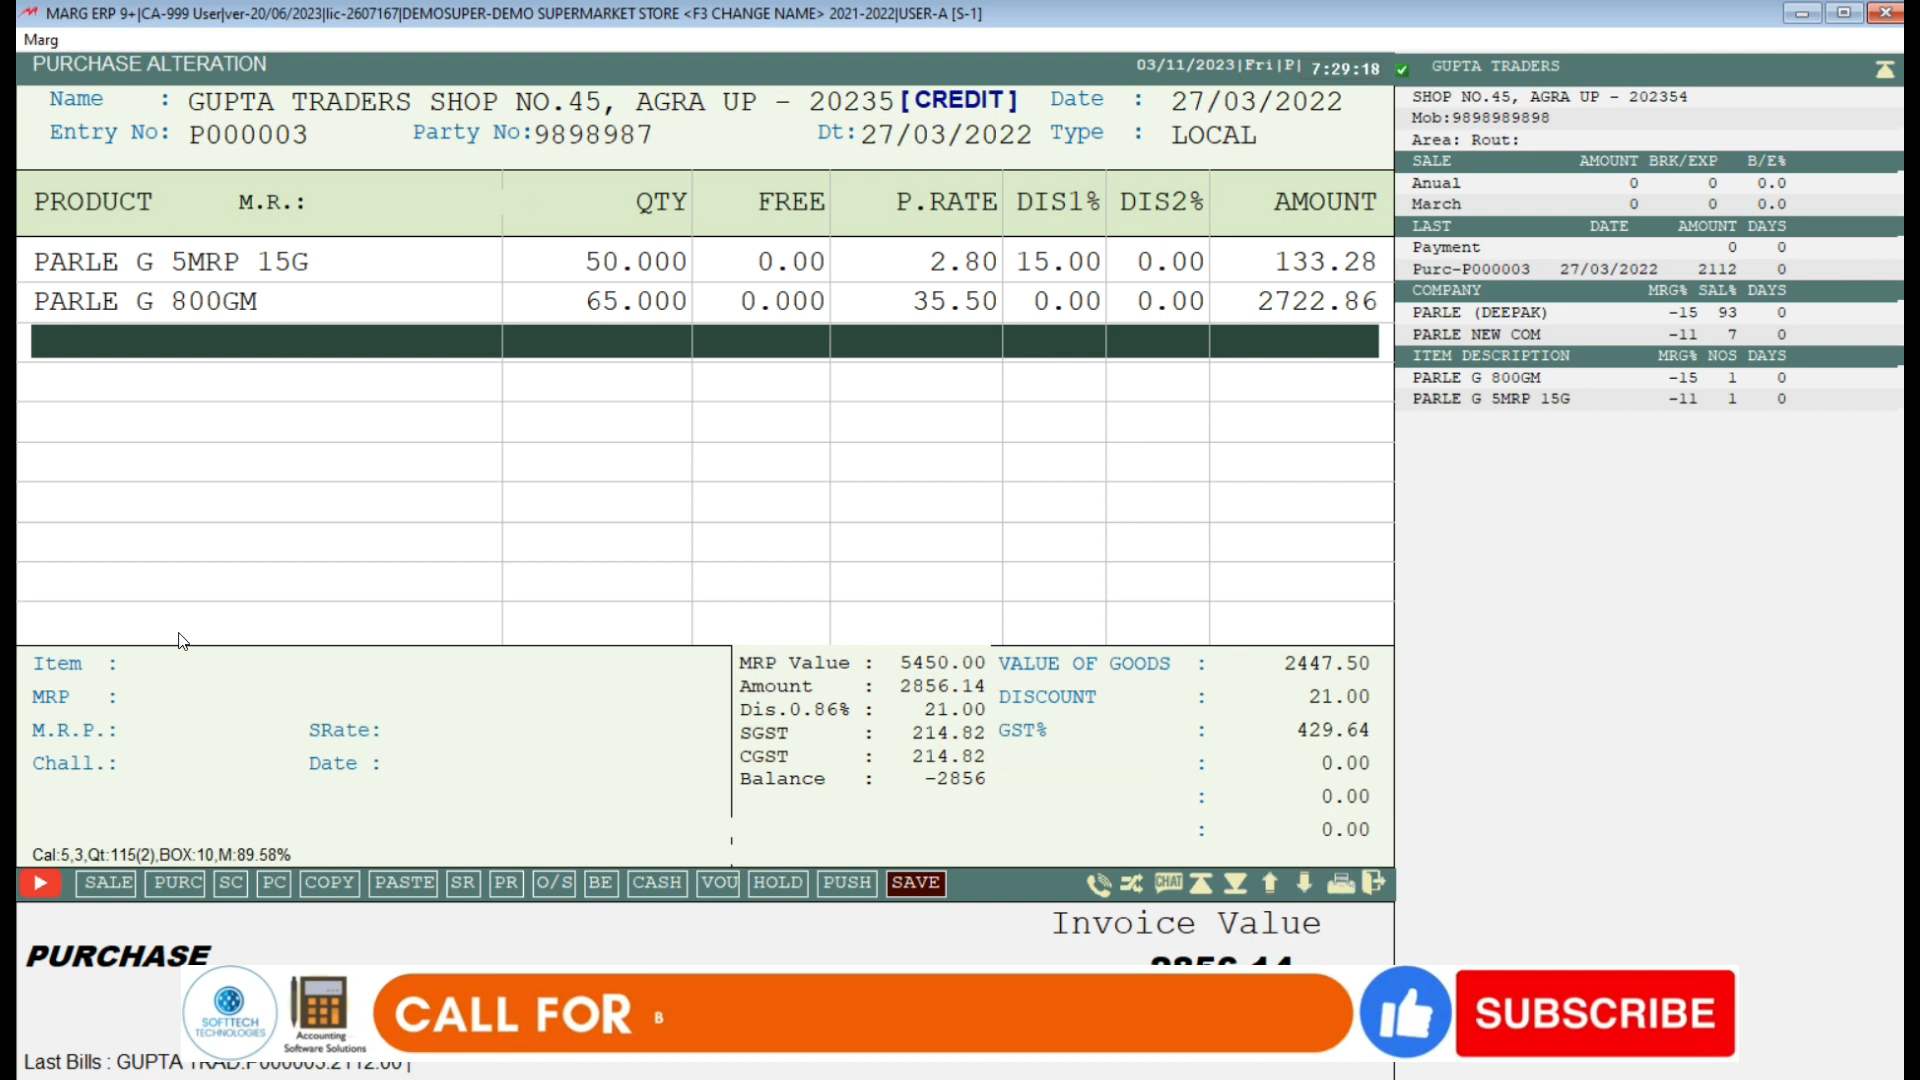 MARG ERP 9+|CA-999 User|ver-20/06/2023|lic-2607167|DEMOSUPER-DEMO SUPERMARKET STORE <F3 CHANGE NAME> 2021-2022|USER-A [S-1]
Marg
PURCHASE ALTERATION 03/11/2023|Fri|P| 7:29:18
Name : GUPTA TRADERS SHOP NO.45, AGRA UP - 20235 [CREDIT] Date : 27/03/2022
Entry No: P000003 Party No:9898987 Dt:27/03/2022 Type : LOCAL
PRODUCT M.R.: QTY FREE P.RATE DIS1% DIS2% AMOUNT
PARLE G 5MRP 15G 50.000 0.00 2.80 15.00 0.00 133.28
PARLE G 800GM 65.000 0.000 35.50 0.00 0.00 2722.86
Item :
MRP :
M.R.P.: SRate:
Chall.: Date :
Cal:5,3,Qt:115(2),BOX:10,M:89.58%
MRP Value : 5450.00
Amount : 2856.14
Dis.0.86% : 21.00
SGST : 214.82
CGST : 214.82
Balance : -2856
VALUE OF GOODS : 2447.50
DISCOUNT : 21.00
GST% : 429.64
: 0.00
: 0.00
: 0.00
SALE PURC SC PC COPY PASTE SR PR O/S BE CASH VOU HOLD PUSH SAVE CHAT
Invoice Value
2856.14
PURCHASE
SOFTTECH
TECHNOLOGIES
Accounting
Software Solutions
CALL FOR B
SUBSCRIBE
Last Bills : GUPTA TRAD.P000003.2112.00 |
GUPTA TRADERS
SHOP NO.45, AGRA UP - 202354
Mob:9898989898
Area: Rout:
SALE AMOUNT BRK/EXP B/E%
Anual 0 0 0.0
March 0 0 0.0
LAST DATE AMOUNT DAYS
Payment 0 0
Purc-P000003 27/03/2022 2112 0
COMPANY MRG% SAL% DAYS
PARLE (DEEPAK) -15 93 0
PARLE NEW COM -11 7 0
ITEM DESCRIPTION MRG% NOS DAYS
PARLE G 800GM -15 1 0
PARLE G 5MRP 15G -11 1 0